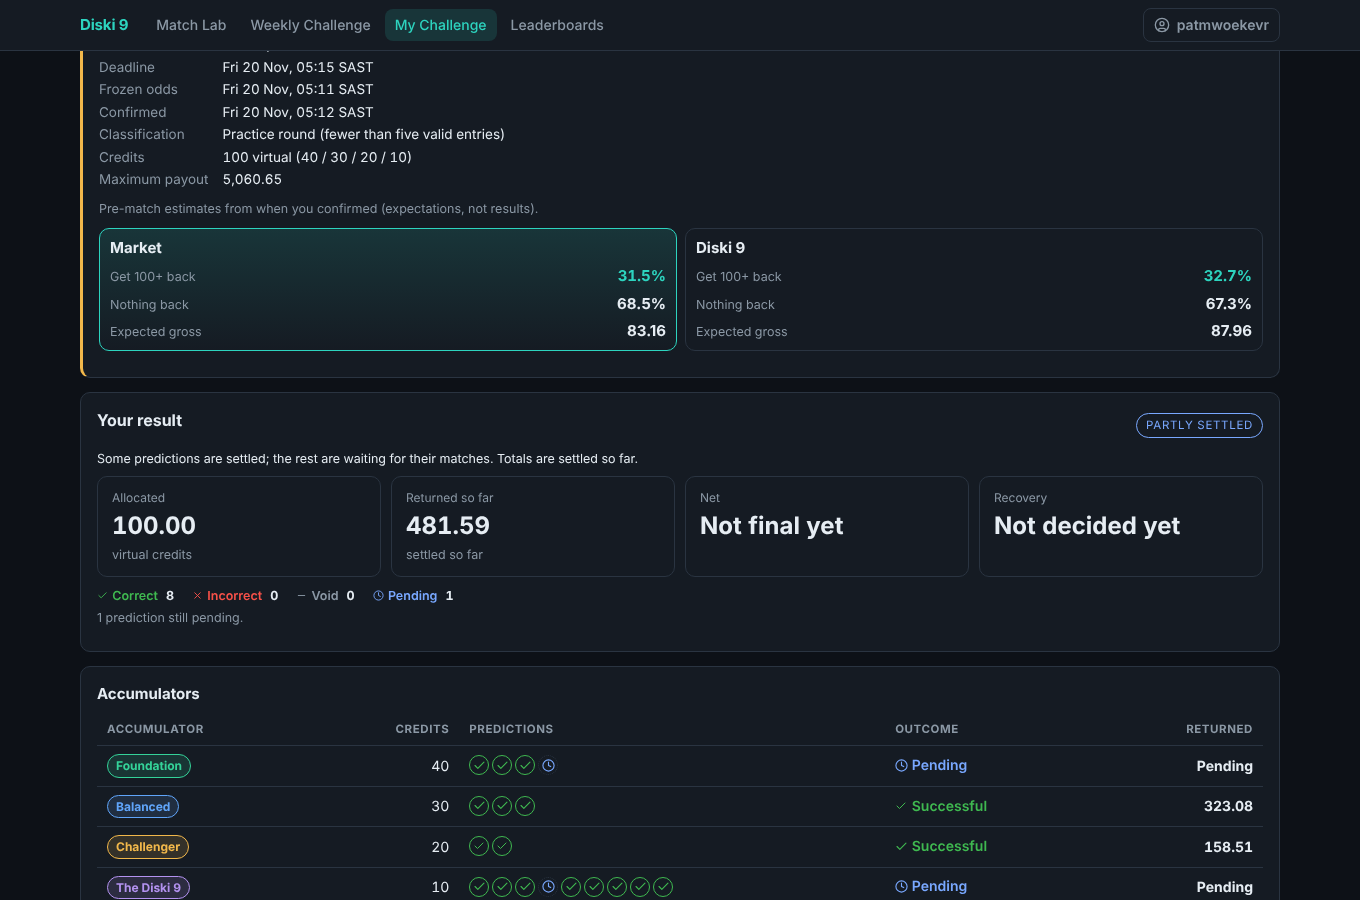 Diski 9 Match Lab Weekly Challenge My Challenge Leaderboards patmwoekevr
Deadline Fri 20 Nov, 05:15 SAST
Frozen odds Fri 20 Nov, 05:11 SAST
Confirmed Fri 20 Nov, 05:12 SAST
Classification Practice round (fewer than five valid entries)
Credits 100 virtual (40 / 30 / 20 / 10)
Maximum payout 5,060.65
Pre-match estimates from when you confirmed (expectations, not results).
Market
Get 100+ back 31.5%
Nothing back 68.5%
Expected gross 83.16
Diski 9
Get 100+ back 32.7%
Nothing back 67.3%
Expected gross 87.96
Your result PARTLY SETTLED
Some predictions are settled; the rest are waiting for their matches. Totals are settled so far.
Allocated
100.00
virtual credits
Returned so far
481.59
settled so far
Net
Not final yet
Recovery
Not decided yet
Correct 8 Incorrect 0 Void 0 Pending 1
1 prediction still pending.
Accumulators
ACCUMULATOR CREDITS PREDICTIONS OUTCOME RETURNED
Foundation 40 Pending Pending
Balanced 30 Successful 323.08
Challenger 20 Successful 158.51
The Diski 9 10 Pending Pending